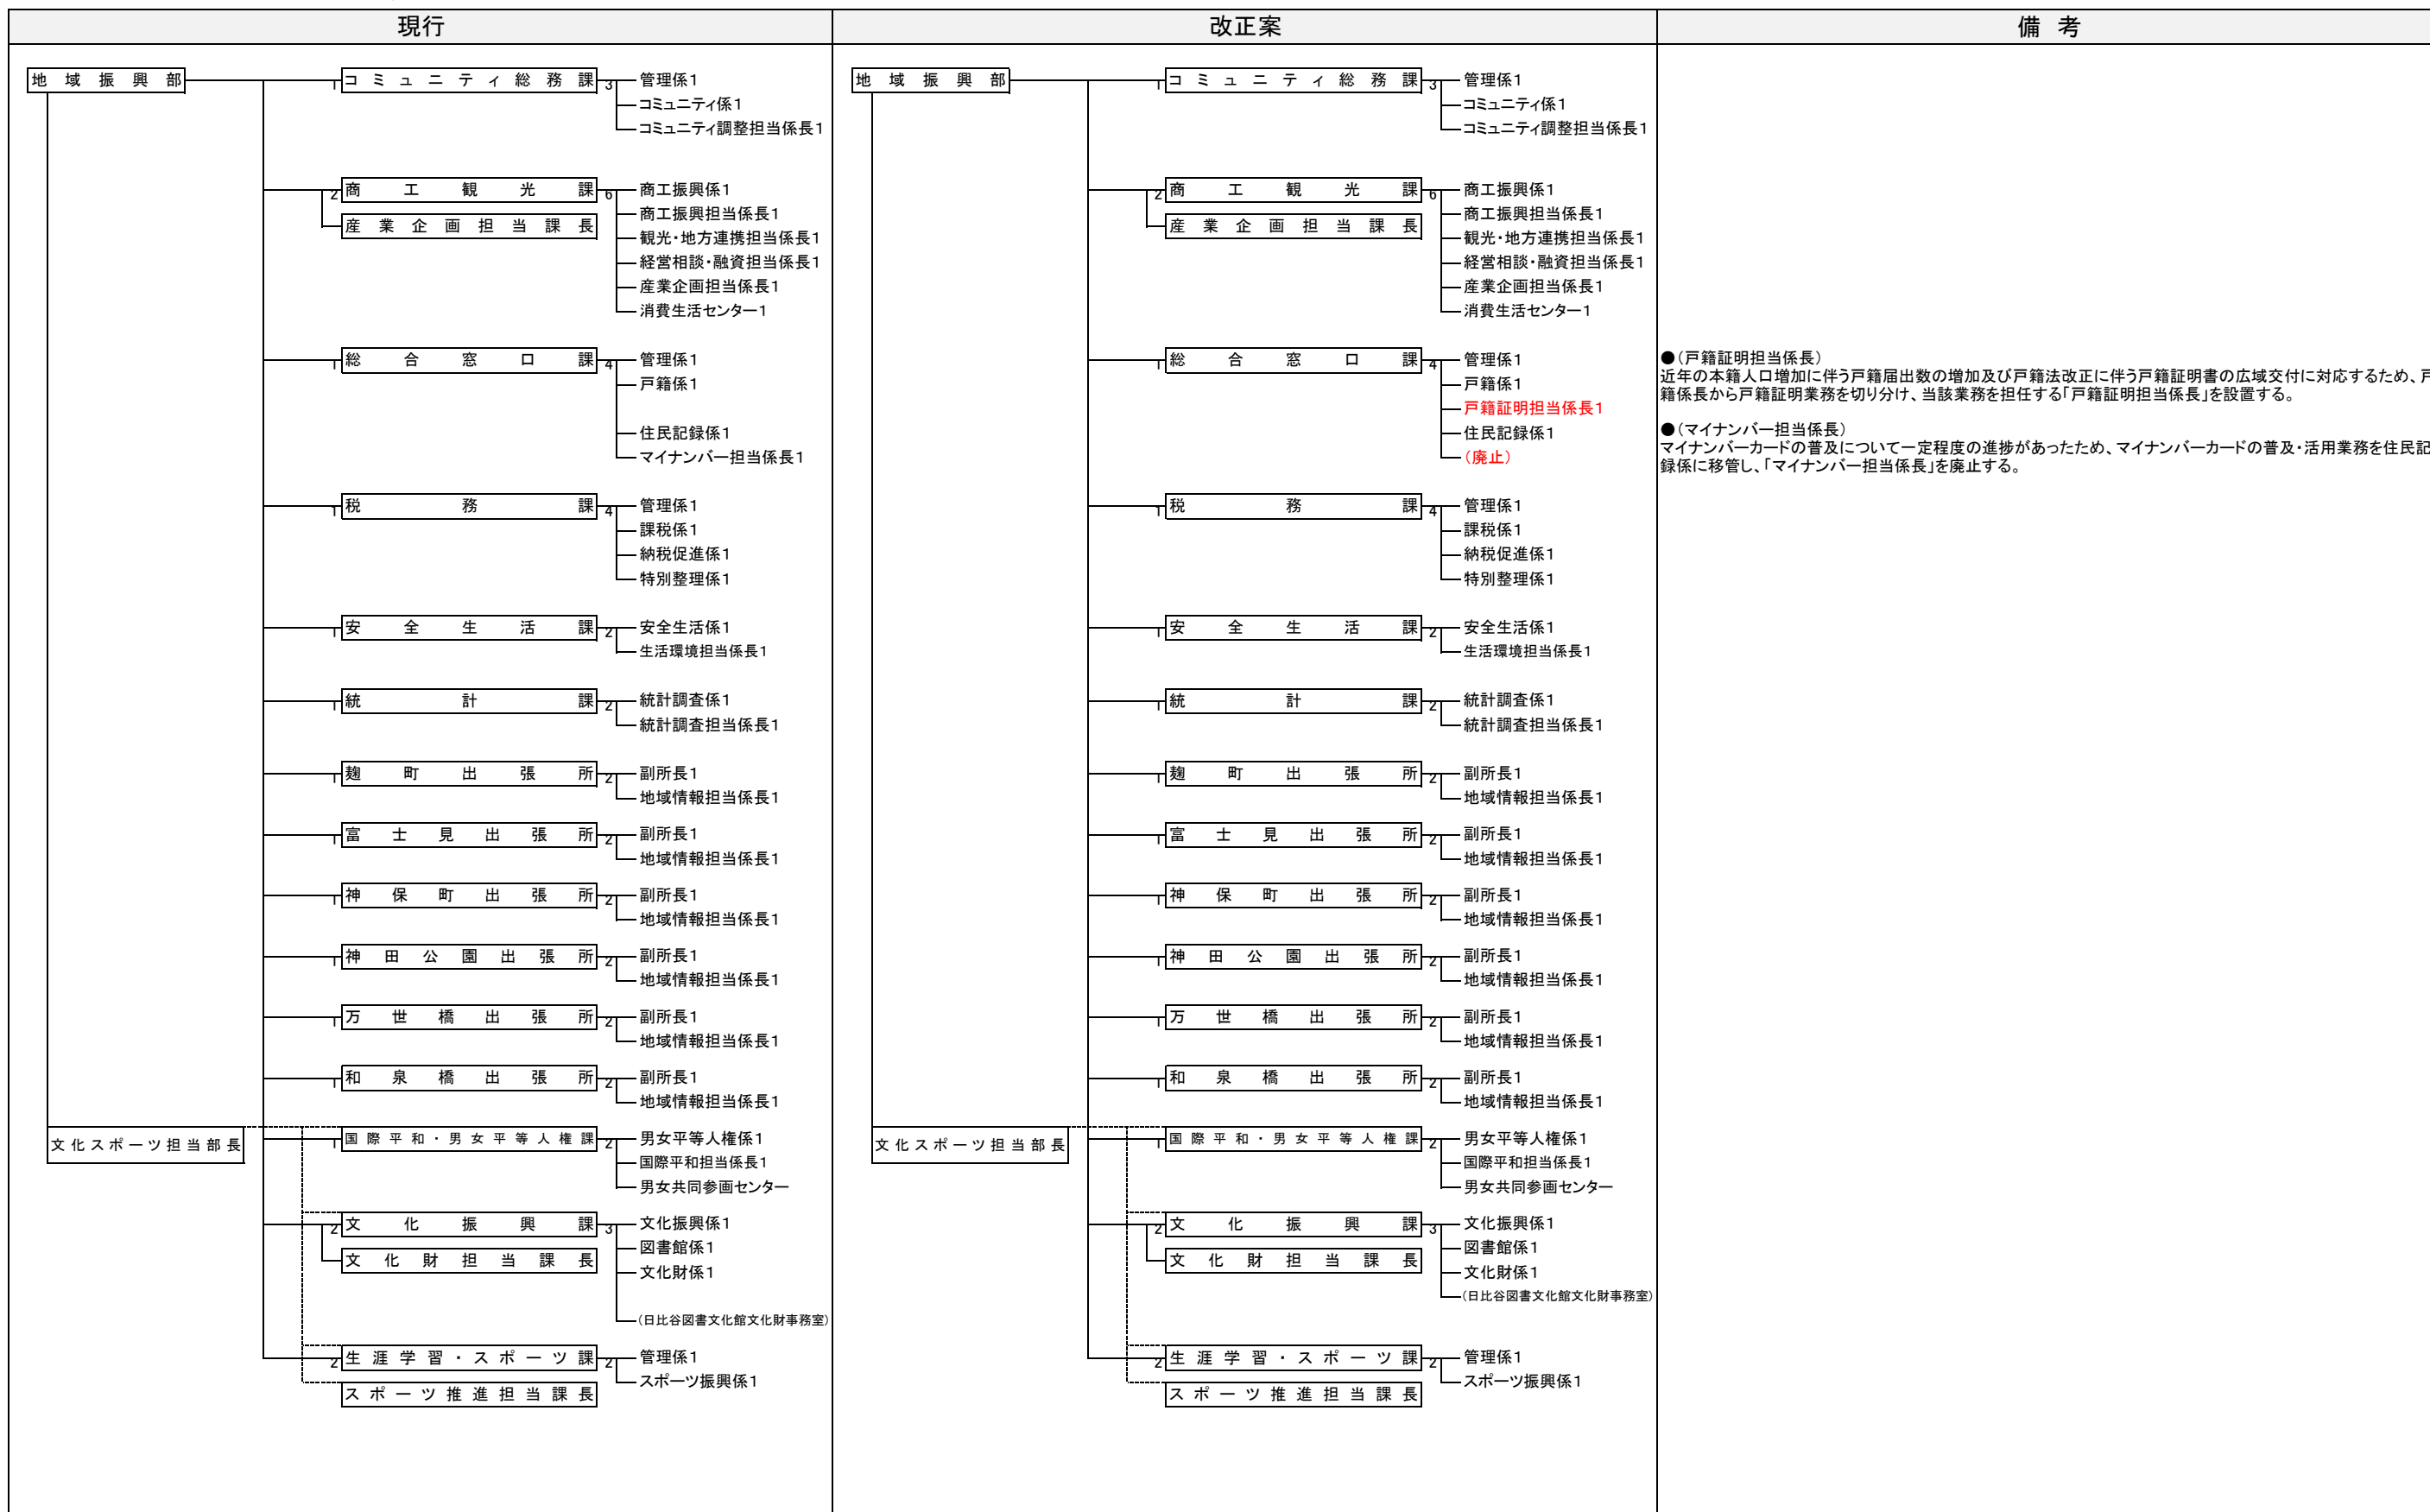 現行
地域振興部
1
コミュニティ総務課
3
管理係1
コミュニティ係1
コミュニティ調整担当係長1
2
商工観光課
6
産業企画担当課長
商工振興係1
商工振興担当係長1
観光・地方連携担当係長1
経営相談・融資担当係長1
産業企画担当係長1
消費生活センター1
1
総合窓口課
4
管理係1
戸籍係1
住民記録係1
マイナンバー担当係長1
1
税務課
4
管理係1
課税係1
納税促進係1
特別整理係1
1
安全生活課
2
安全生活係1
生活環境担当係長1
1
統計課
2
統計調査係1
統計調査担当係長1
1
麹町出張所
2
副所長1
地域情報担当係長1
1
富士見出張所
2
副所長1
地域情報担当係長1
1
神保町出張所
2
副所長1
地域情報担当係長1
1
神田公園出張所
2
副所長1
地域情報担当係長1
1
万世橋出張所
2
副所長1
地域情報担当係長1
1
和泉橋出張所
2
副所長1
地域情報担当係長1
文化スポーツ担当部長
1
国際平和・男女平等人権課
2
男女平等人権係1
国際平和担当係長1
男女共同参画センター
2
文化振興課
3
文化財担当課長
文化振興係1
図書館係1
文化財係1
(日比谷図書文化館文化財事務室)
2
生涯学習・スポーツ課
2
スポーツ推進担当課長
管理係1
スポーツ振興係1
改正案
地域振興部
1
コミュニティ総務課
3
管理係1
コミュニティ係1
コミュニティ調整担当係長1
2
商工観光課
6
産業企画担当課長
商工振興係1
商工振興担当係長1
観光・地方連携担当係長1
経営相談・融資担当係長1
産業企画担当係長1
消費生活センター1
1
総合窓口課
4
管理係1
戸籍係1
戸籍証明担当係長1
住民記録係1
(廃止)
1
税務課
4
管理係1
課税係1
納税促進係1
特別整理係1
1
安全生活課
2
安全生活係1
生活環境担当係長1
1
統計課
2
統計調査係1
統計調査担当係長1
1
麹町出張所
2
副所長1
地域情報担当係長1
1
富士見出張所
2
副所長1
地域情報担当係長1
1
神保町出張所
2
副所長1
地域情報担当係長1
1
神田公園出張所
2
副所長1
地域情報担当係長1
1
万世橋出張所
2
副所長1
地域情報担当係長1
1
和泉橋出張所
2
副所長1
地域情報担当係長1
文化スポーツ担当部長
1
国際平和・男女平等人権課
2
男女平等人権係1
国際平和担当係長1
男女共同参画センター
2
文化振興課
3
文化財担当課長
文化振興係1
図書館係1
文化財係1
(日比谷図書文化館文化財事務室)
2
生涯学習・スポーツ課
2
スポーツ推進担当課長
管理係1
スポーツ振興係1
備考
●(戸籍証明担当係長)
近年の本籍人口増加に伴う戸籍届出数の増加及び戸籍法改正に伴う戸籍証明書の広域交付に対応するため、戸
籍係長から戸籍証明業務を切り分け、当該業務を担任する「戸籍証明担当係長」を設置する。
●(マイナンバー担当係長)
マイナンバーカードの普及について一定程度の進捗があったため、マイナンバーカードの普及・活用業務を住民記
録係に移管し、「マイナンバー担当係長」を廃止する。